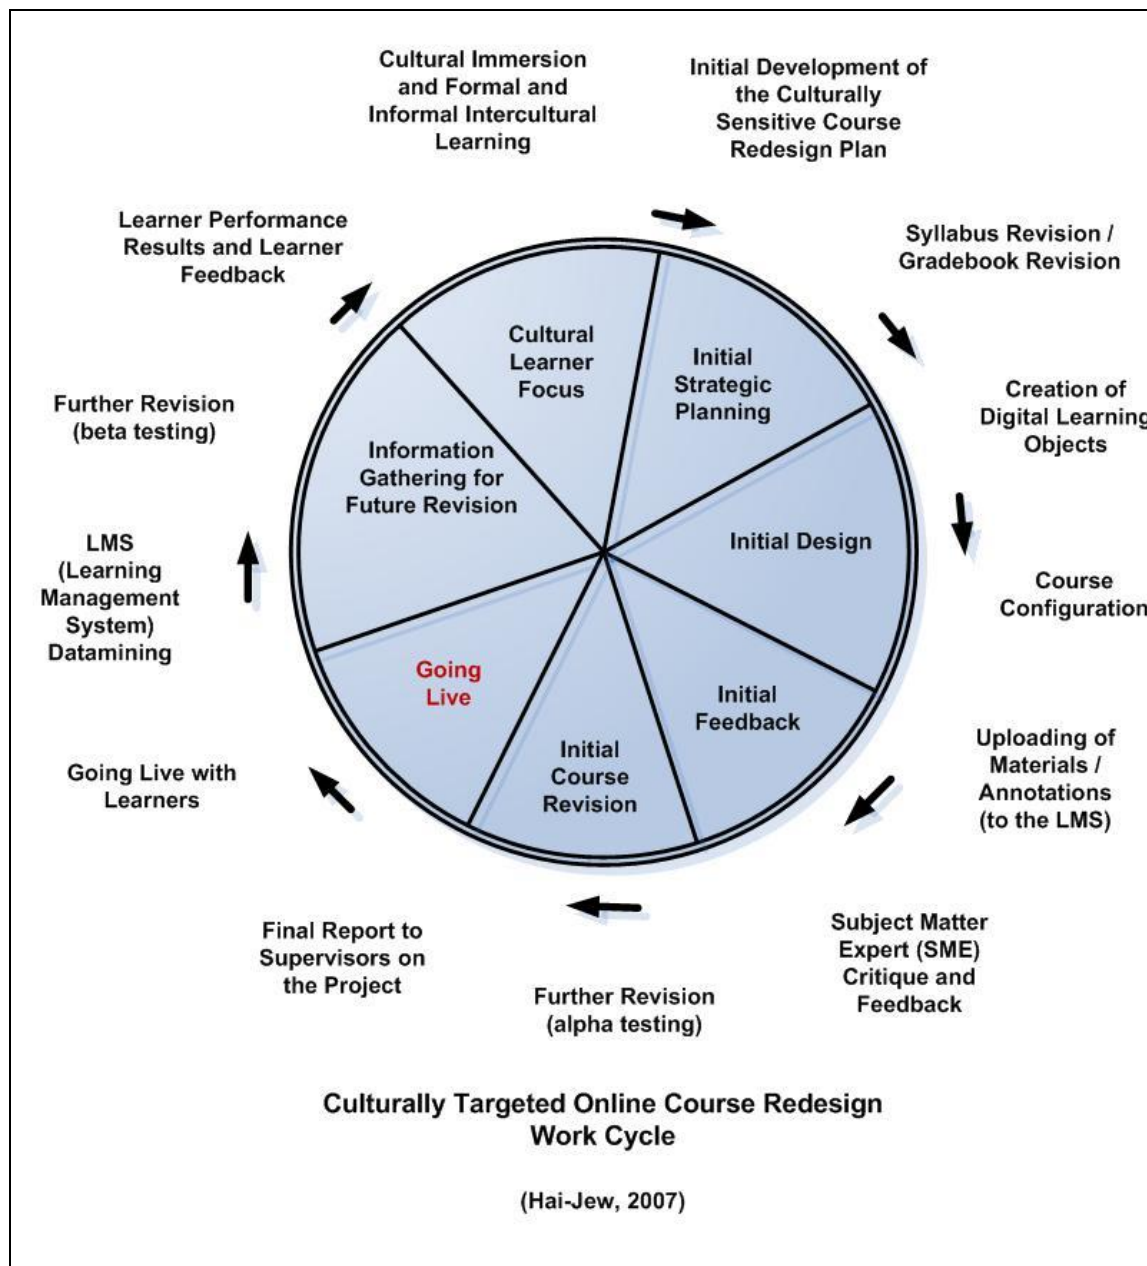 Cultural Immersion
and Formal and
Informal Intercultural
Learning
Initial Development of
the Culturally
Sensitive Course
Redesign Plan
Syllabus Revision /
Gradebook Revision
Creation of
Digital Learning
Objects
Course
Configuration
Uploading of
Materials /
Annotations
(to the LMS)
Subject Matter
Expert (SME)
Critique and
Feedback
Further Revision
(alpha testing)
Final Report to
Supervisors on
the Project
Going Live with
Learners
LMS
(Learning
Management
System)
Datamining
Further Revision
(beta testing)
Learner Performance
Results and Learner
Feedback
Cultural
Learner
Focus
Initial
Strategic
Planning
Initial Design
Initial
Feedback
Initial
Course
Revision
Going
Live
Information
Gathering for
Future Revision
Culturally Targeted Online Course Redesign
Work Cycle
(Hai-Jew, 2007)